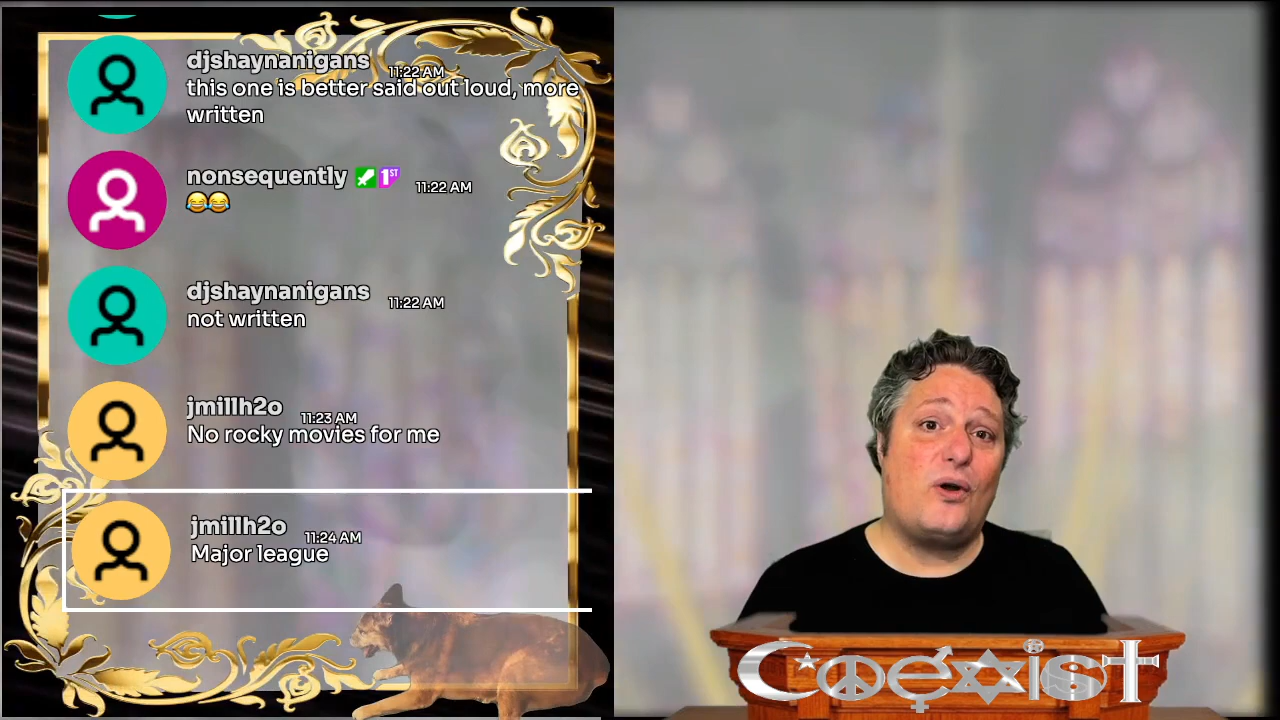 djshaynanigans 11:22 AM
this one is better said out loud, more
written
nonsequently 1ST 11:22 AM
😂😂
djshaynanigans 11:22 AM
not written
jmillh2o 11:23 AM
No rocky movies for me
jmillh2o 11:24 AM
Major league
Coexist